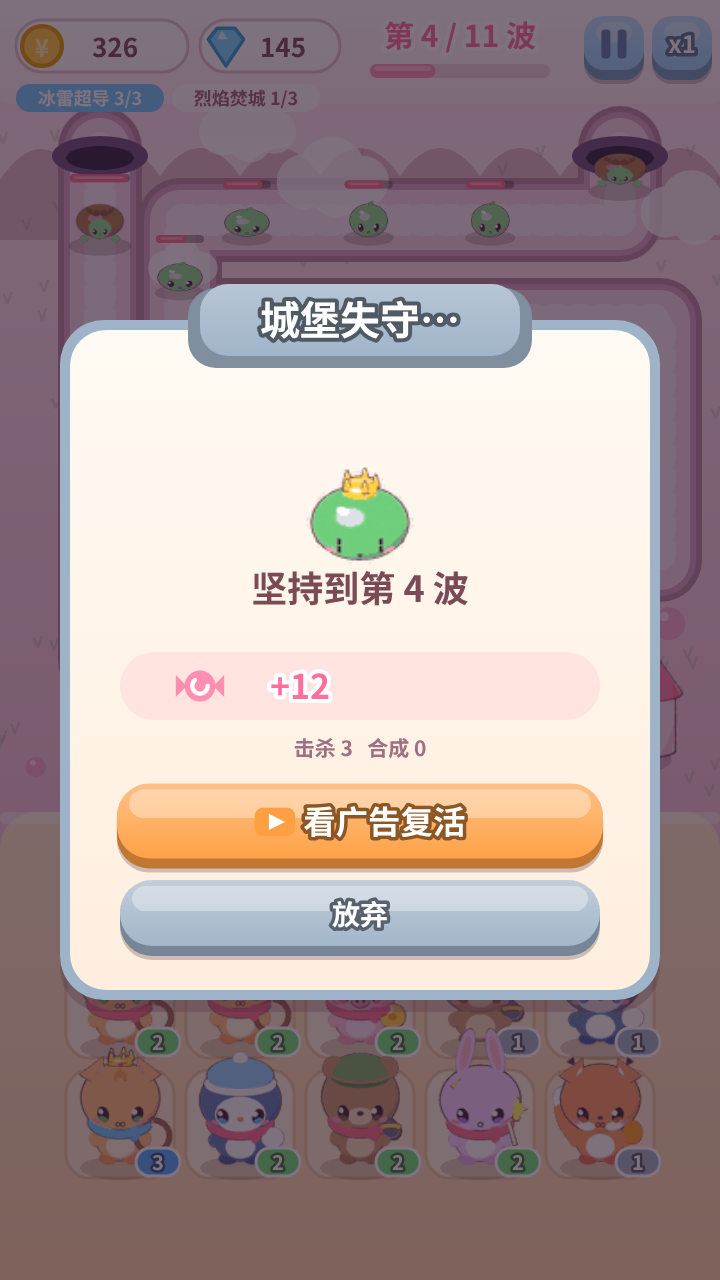 ¥ 326 145 第 4 / 11 波 x1
冰雷超导 3/3 烈焰焚城 1/3
城堡失守…
坚持到第 4 波
+12
击杀 3 合成 0
看广告复活
放弃
2 2 2 1 1
3 2 2 2 1